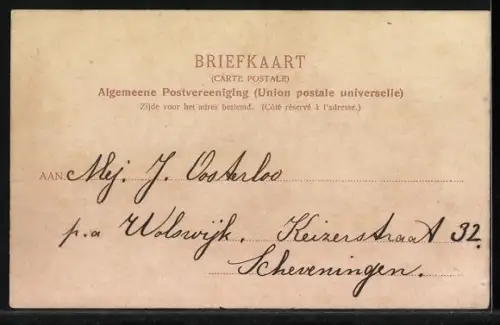 BRIEFKAART
(CARTE POSTALE)
Algemeene Postvereeniging (Union postale universelle)
Zijde voor het adres bestemd. (Côté réservé à l'adresse.)
AAN: Mej. J. Oosterloo
p.a Wolswijk. Keizerstraat 32.
Scheveningen.